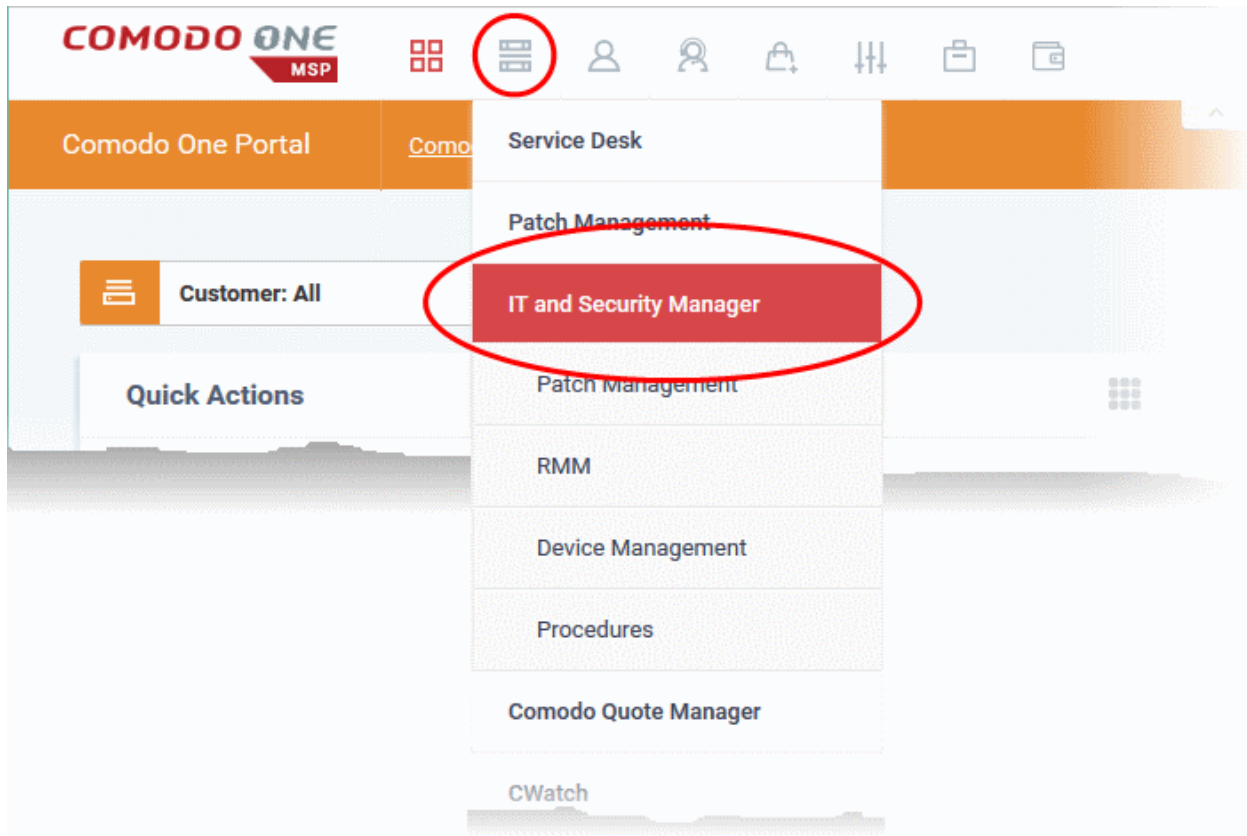 COMODO ONE
MSP
Comodo One Portal
Como
Service Desk
Patch Management
Customer: All
IT and Security Manager
Quick Actions
Patch Management
RMM
Device Management
Procedures
Comodo Quote Manager
CWatch